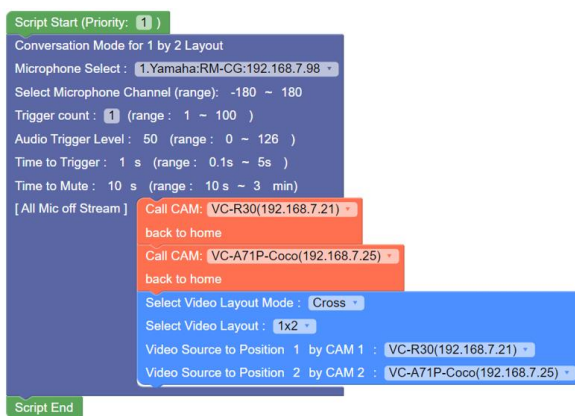 Script Start (Priority: 1 )
Conversation Mode for 1 by 2 Layout
Microphone Select : 1.Yamaha:RM-CG:192.168.7.98
Select Microphone Channel (range): -180 ~ 180
Trigger count : 1 (range : 1 ~ 100 )
Audio Trigger Level : 50 (range : 0 ~ 126 )
Time to Trigger : 1 s (range : 0.1s ~ 5s )
Time to Mute : 10 s (range : 10 s ~ 3 min)
[ All Mic off Stream ] Call CAM: VC-R30(192.168.7.21)
back to home
Call CAM: VC-A71P-Coco(192.168.7.25)
back to home
Select Video Layout Mode : Cross
Select Video Layout : 1x2
Video Source to Position 1 by CAM 1 : VC-R30(192.168.7.21)
Video Source to Position 2 by CAM 2 : VC-A71P-Coco(192.168.7.25)
Script End